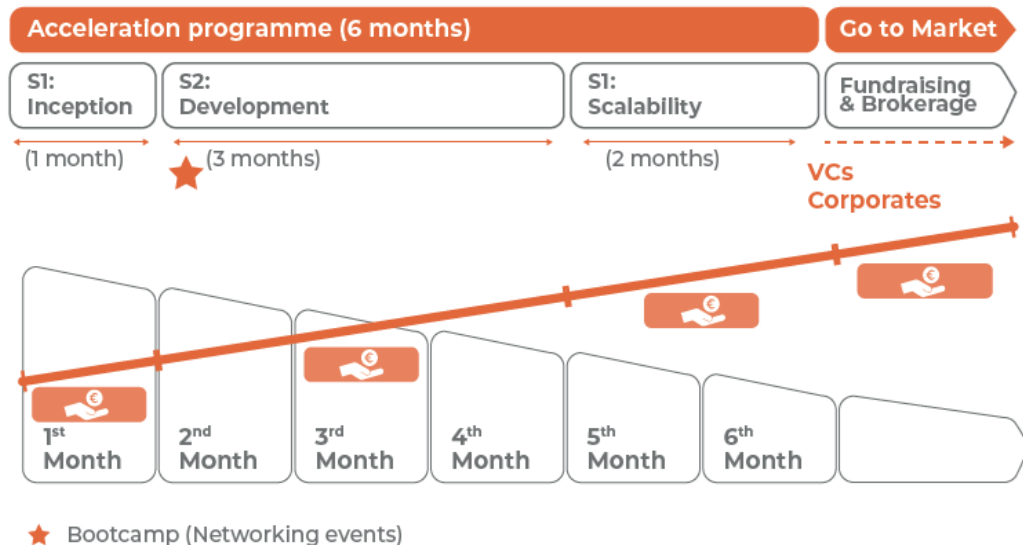 Acceleration programme (6 months)
Go to Market
S1:
Inception
S2:
Development
S1:
Scalability
Fundraising
& Brokerage
(1 month)
(3 months)
(2 months)
VCs
Corporates
€
€
€
€
1st
Month
2nd
Month
3rd
Month
4th
Month
5th
Month
6th
Month
Bootcamp (Networking events)